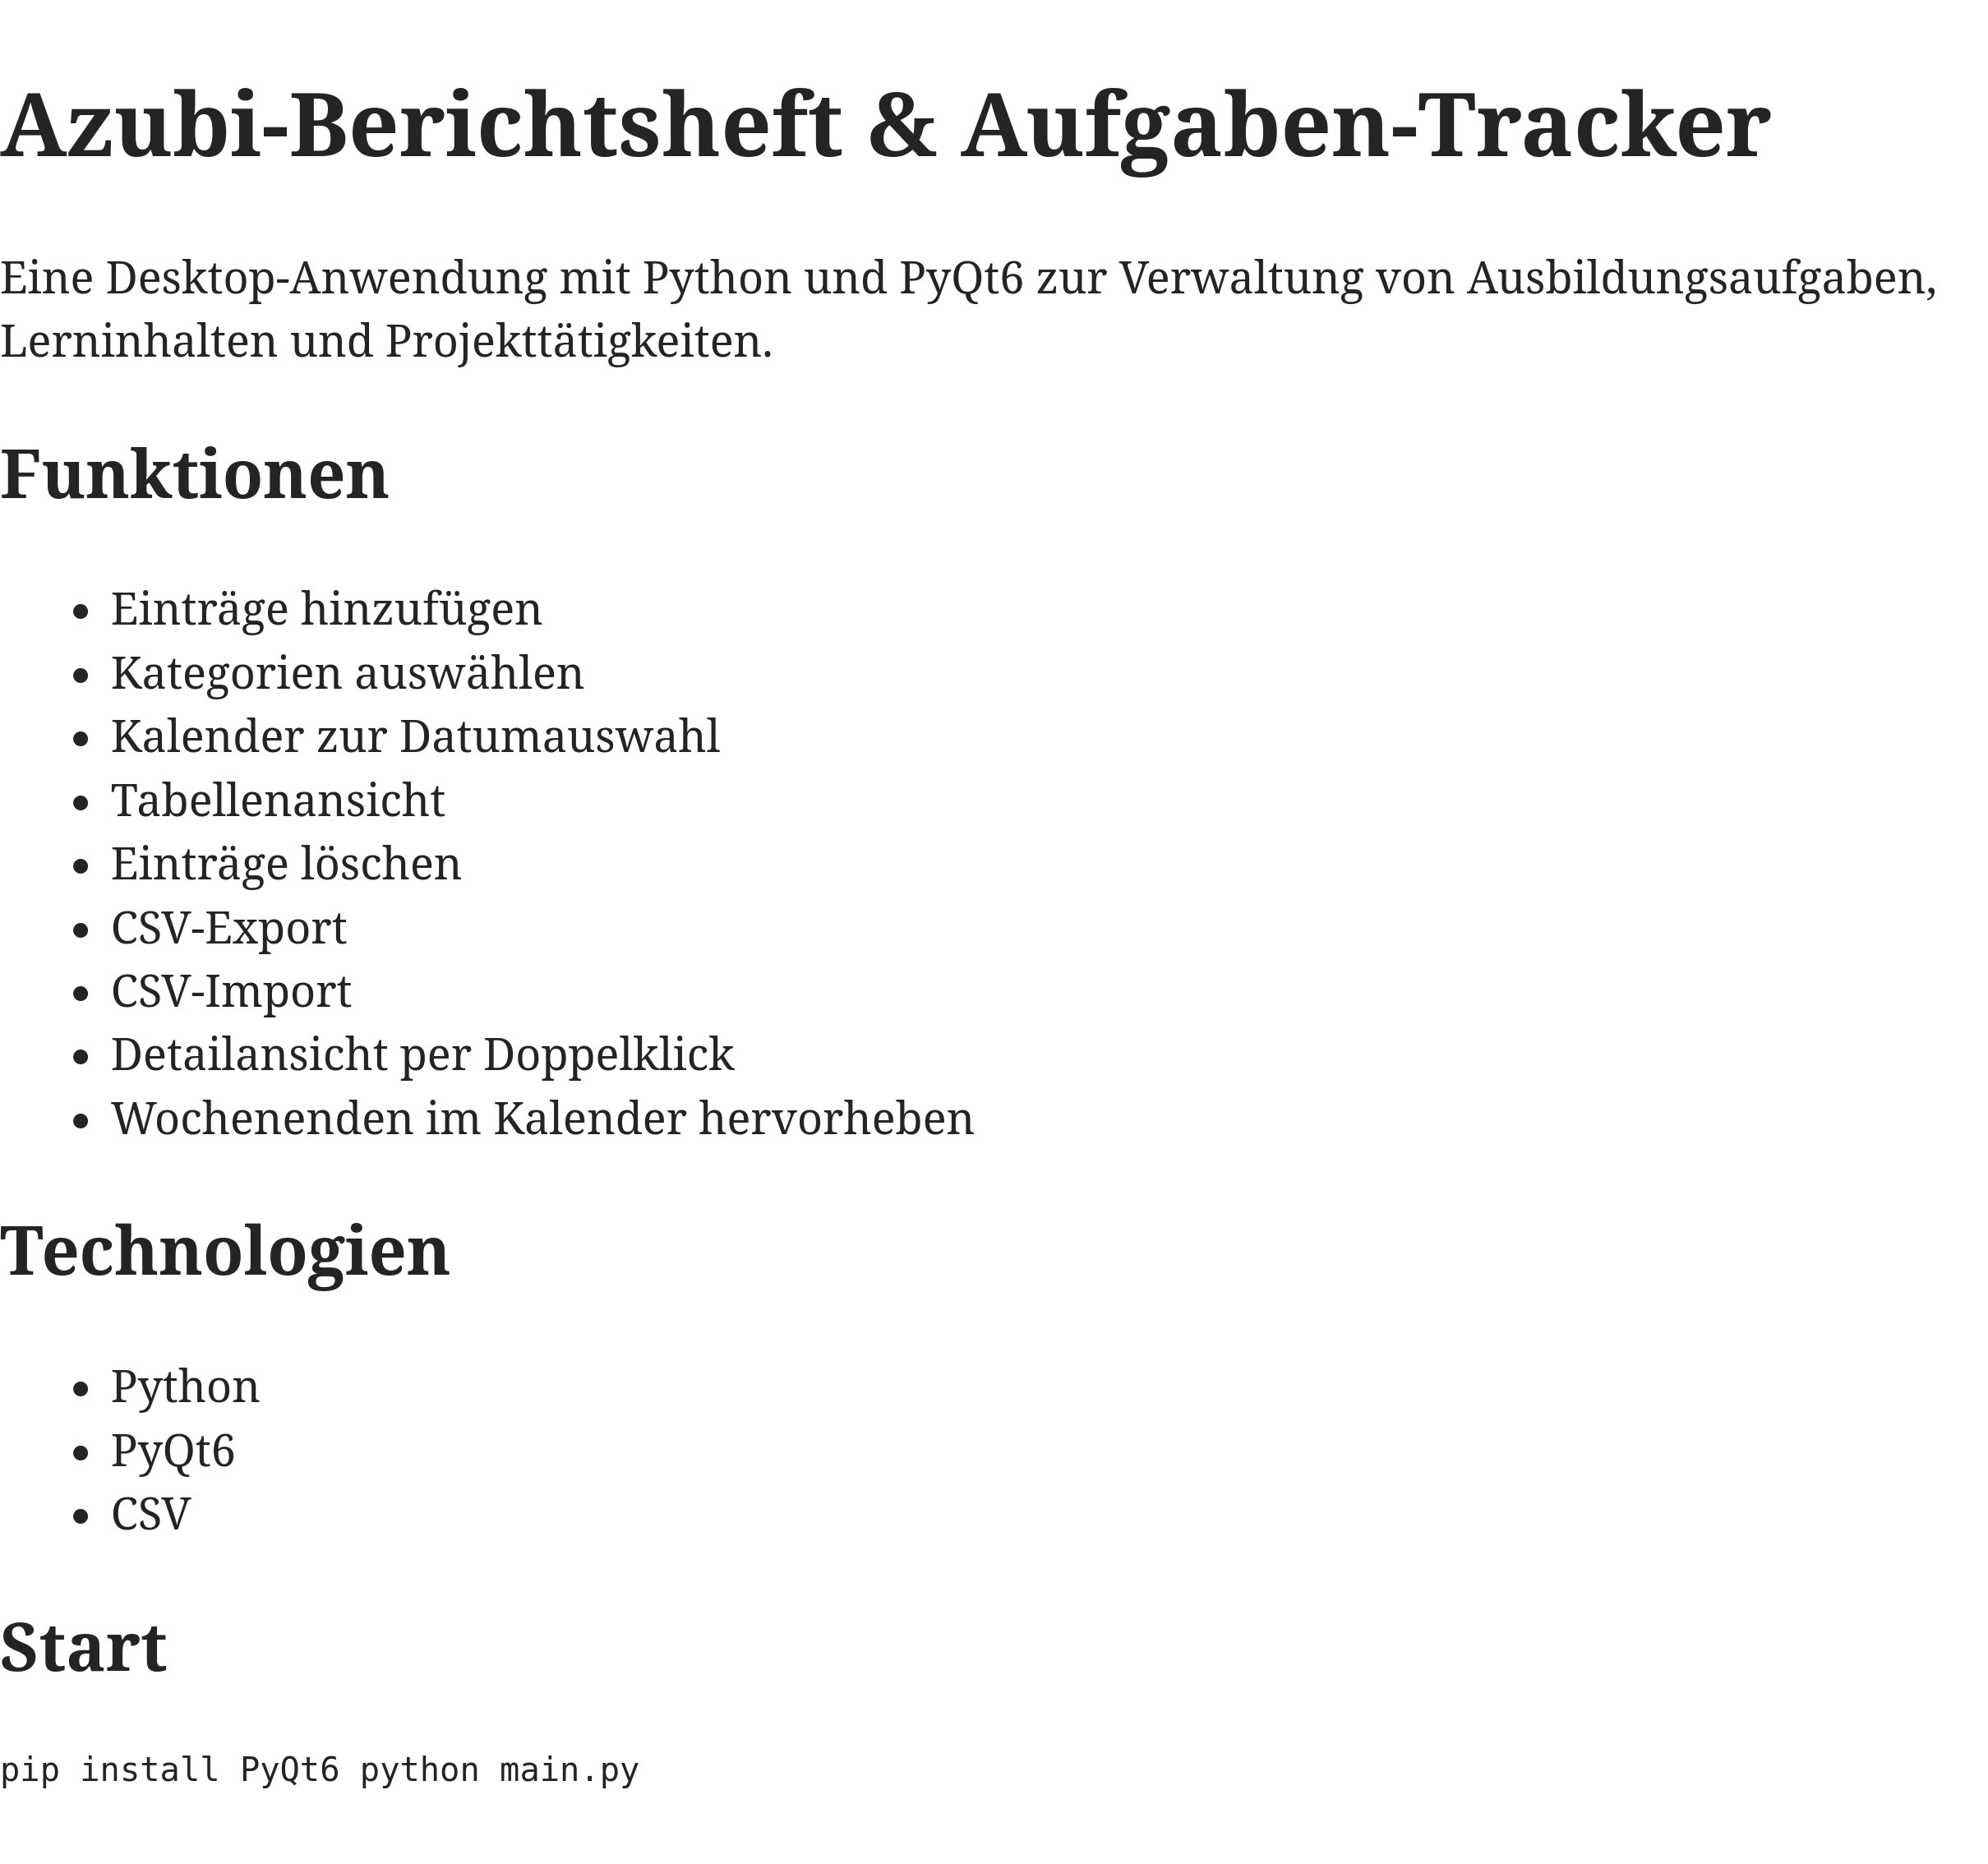 Azubi-Berichtsheft & Aufgaben-Tracker
Eine Desktop-Anwendung mit Python und PyQt6 zur Verwaltung von Ausbildungsaufgaben,
Lerninhalten und Projekttätigkeiten.
Funktionen
• Einträge hinzufügen
• Kategorien auswählen
• Kalender zur Datumauswahl
• Tabellenansicht
• Einträge löschen
• CSV-Export
• CSV-Import
• Detailansicht per Doppelklick
• Wochenenden im Kalender hervorheben
Technologien
• Python
• PyQt6
• CSV
Start
pip install PyQt6 python main.py